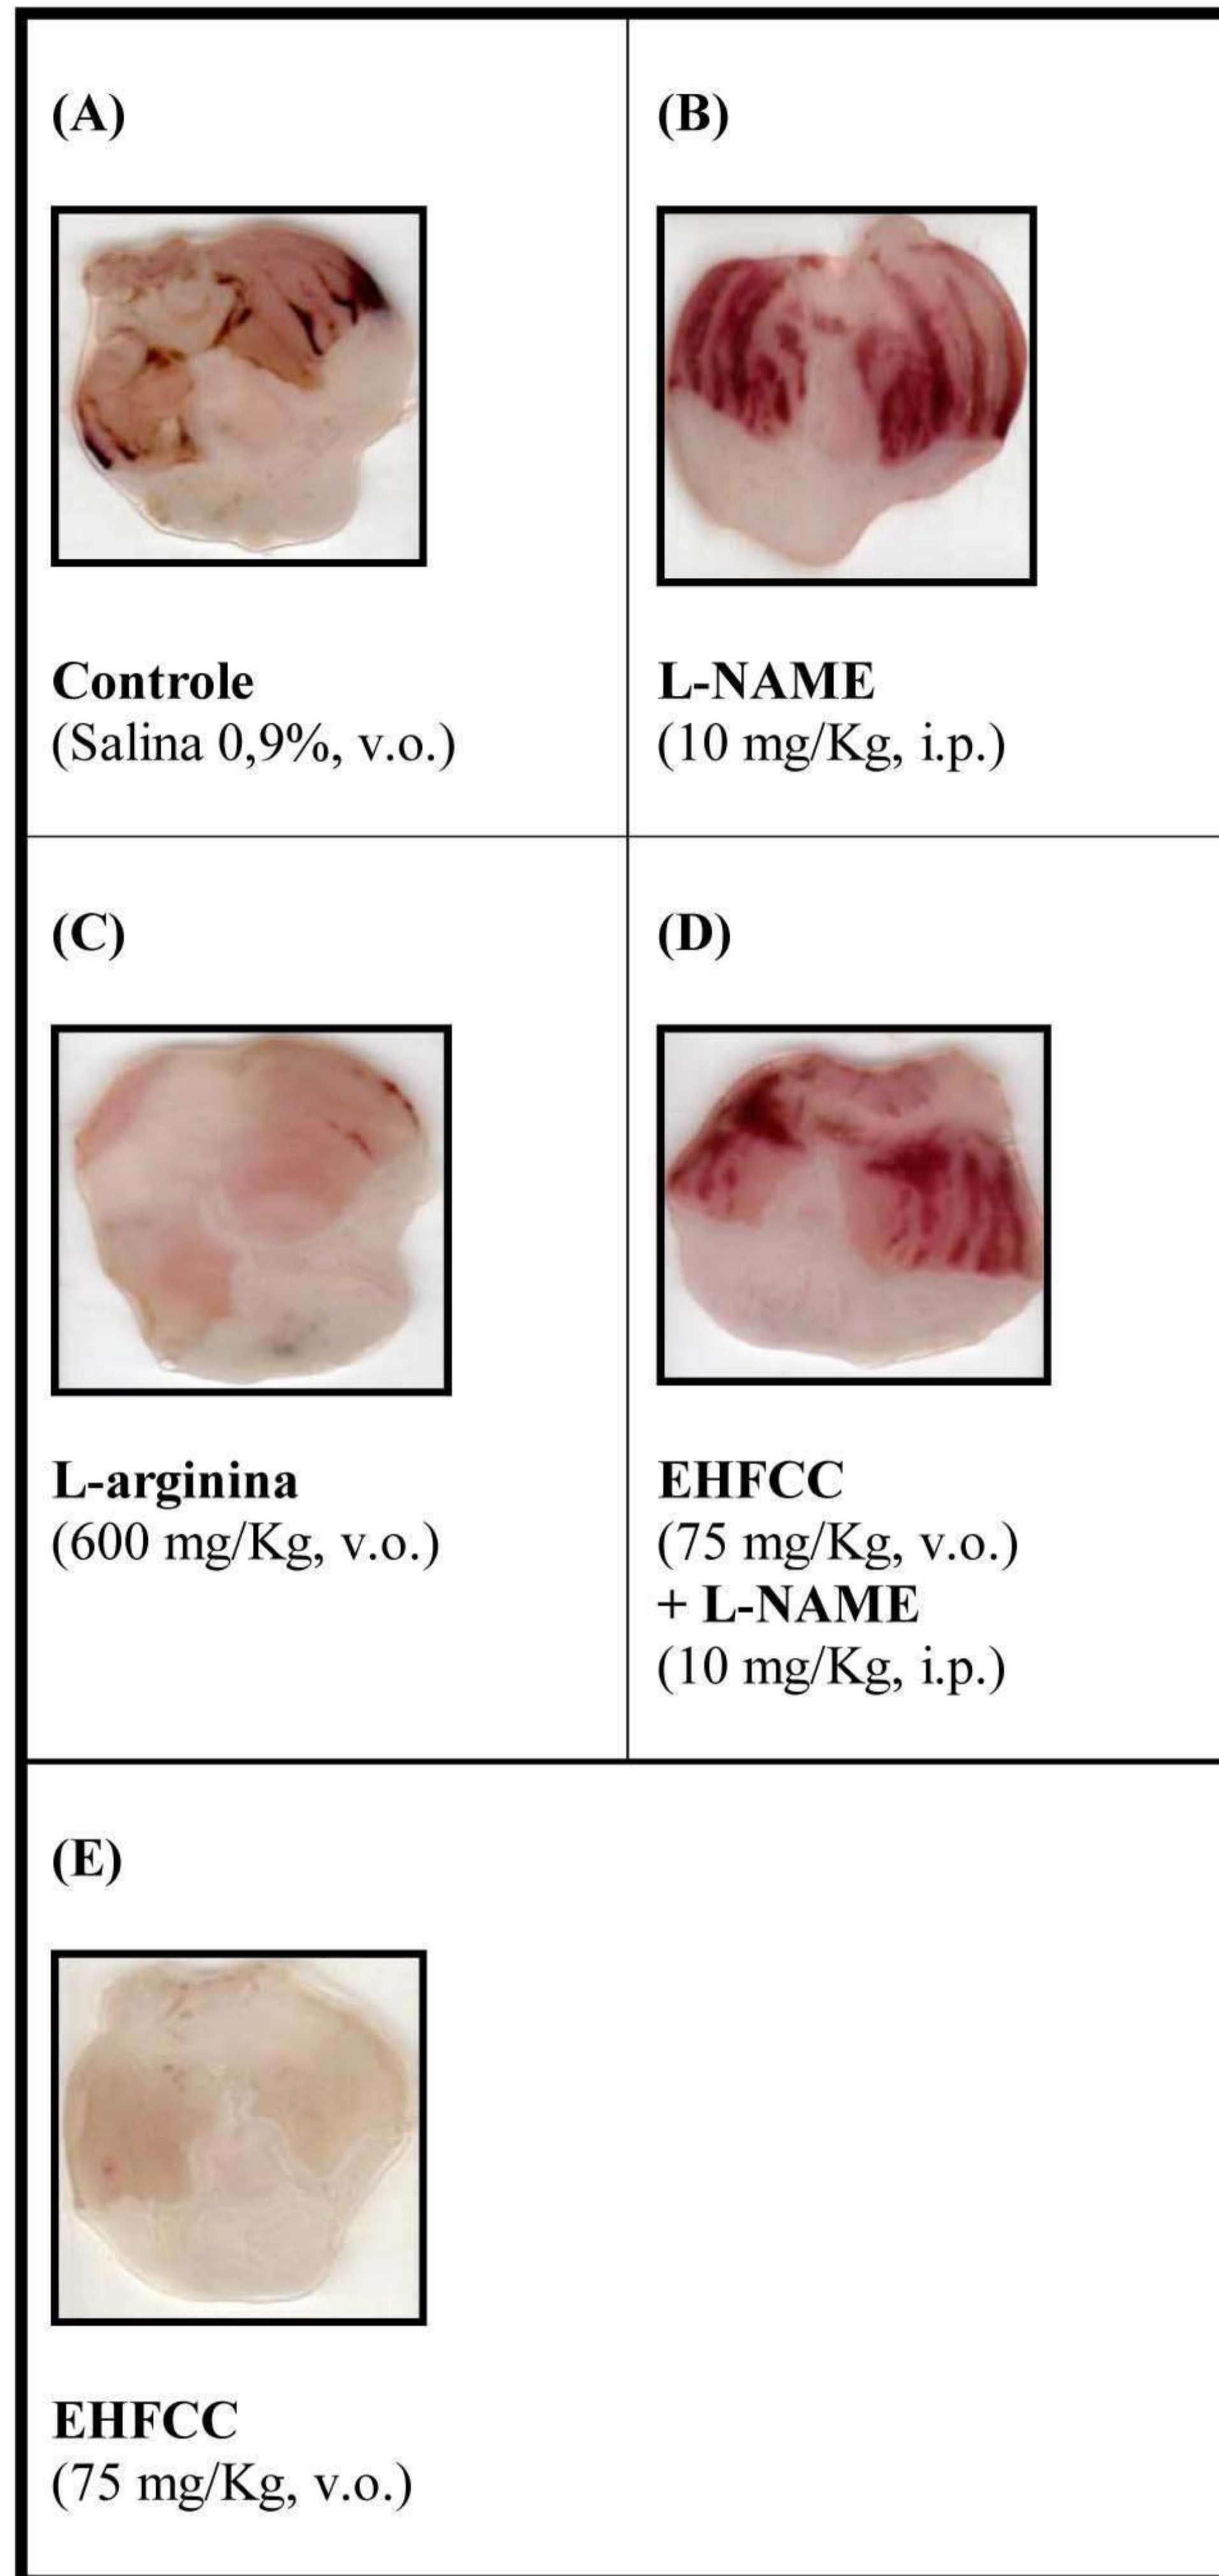 (A)
(B)
Controle
(Salina 0,9%, v.o.)
L-NAME
(10 mg/Kg, i.p.)
(C)
(D)
L-arginina
(600 mg/Kg, v.o.)
EHFCC
(75 mg/Kg, v.o.)
+ L-NAME
(10 mg/Kg, i.p.)
(E)
EHFCC
(75 mg/Kg, v.o.)